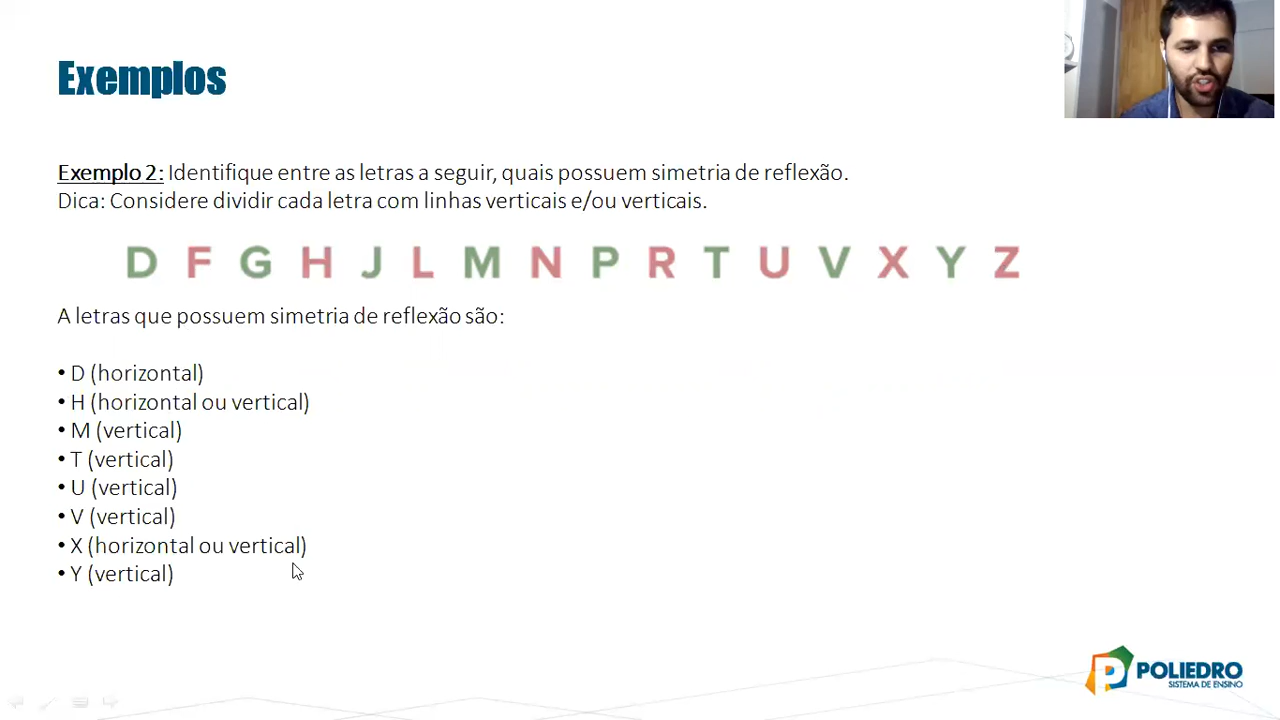 Exemplos
Exemplo 2: Identifique entre as letras a seguir, quais possuem simetria de reflexão.
Dica: Considere dividir cada letra com linhas verticais e/ou verticais.
D F G H J L M N P R T U V X Y Z
A letras que possuem simetria de reflexão são:
• D (horizontal)
• H (horizontal ou vertical)
• M (vertical)
• T (vertical)
• U (vertical)
• V (vertical)
• X (horizontal ou vertical)
• Y (vertical)
POLIEDRO
SISTEMA DE ENSINO